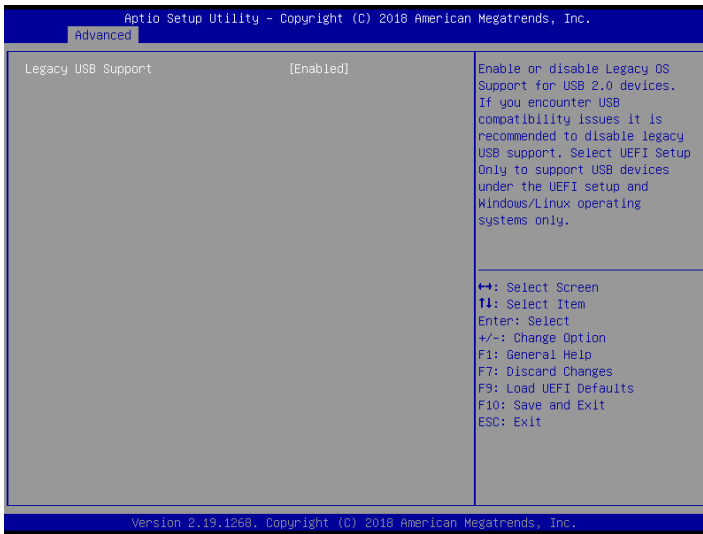 Aptio Setup Utility – Copyright (C) 2018 American Megatrends, Inc.
Advanced
Legacy USB Support [Enabled]
Enable or disable Legacy OS
Support for USB 2.0 devices.
If you encounter USB
compatibility issues it is
recommended to disable legacy
USB support. Select UEFI Setup
Only to support USB devices
under the UEFI setup and
Windows/Linux operating
systems only.
↔: Select Screen
↑↓: Select Item
Enter: Select
+/-: Change Option
F1: General Help
F7: Discard Changes
F9: Load UEFI Defaults
F10: Save and Exit
ESC: Exit
Version 2.19.1268. Copyright (C) 2018 American Megatrends, Inc.